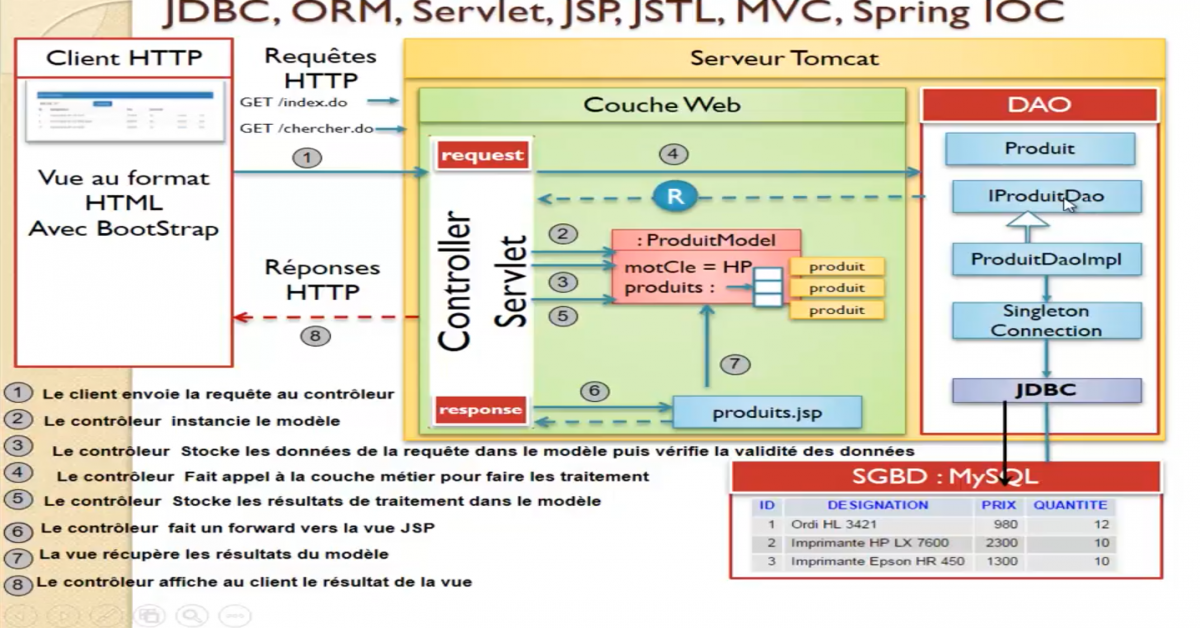 JDBC, ORM, Servlet, JSP, JSTL, MVC, Spring IOC
Client HTTP
Vue au format
HTML
Avec BootStrap
Requêtes
HTTP
GET /index.do
GET /chercher.do
1
Réponses
HTTP
8
Serveur Tomcat
Couche Web
request
Controller
Servlet
response
4
R
2
3
5
: ProduitModel
motCle = HP
produits :
produit
produit
produit
7
6
produits.jsp
DAO
Produit
IProduitDao
ProduitDaoImpl
Singleton
Connection
JDBC
1 Le client envoie la requête au contrôleur
2 Le contrôleur instancie le modèle
3 Le contrôleur Stocke les données de la requête dans le modèle puis vérifie la validité des données
4 Le contrôleur Fait appel à la couche métier pour faire les traitement
5 Le contrôleur Stocke les résultats de traitement dans le modèle
6 Le contrôleur fait un forward vers la vue JSP
7 La vue récupère les résultats du modèle
8 Le contrôleur affiche au client le résultat de la vue
SGBD : MySQL
ID DESIGNATION PRIX QUANTITE
1 Ordi HL 3421 980 12
2 Imprimante HP LX 7600 2300 10
3 Imprimante Epson HR 450 1300 10